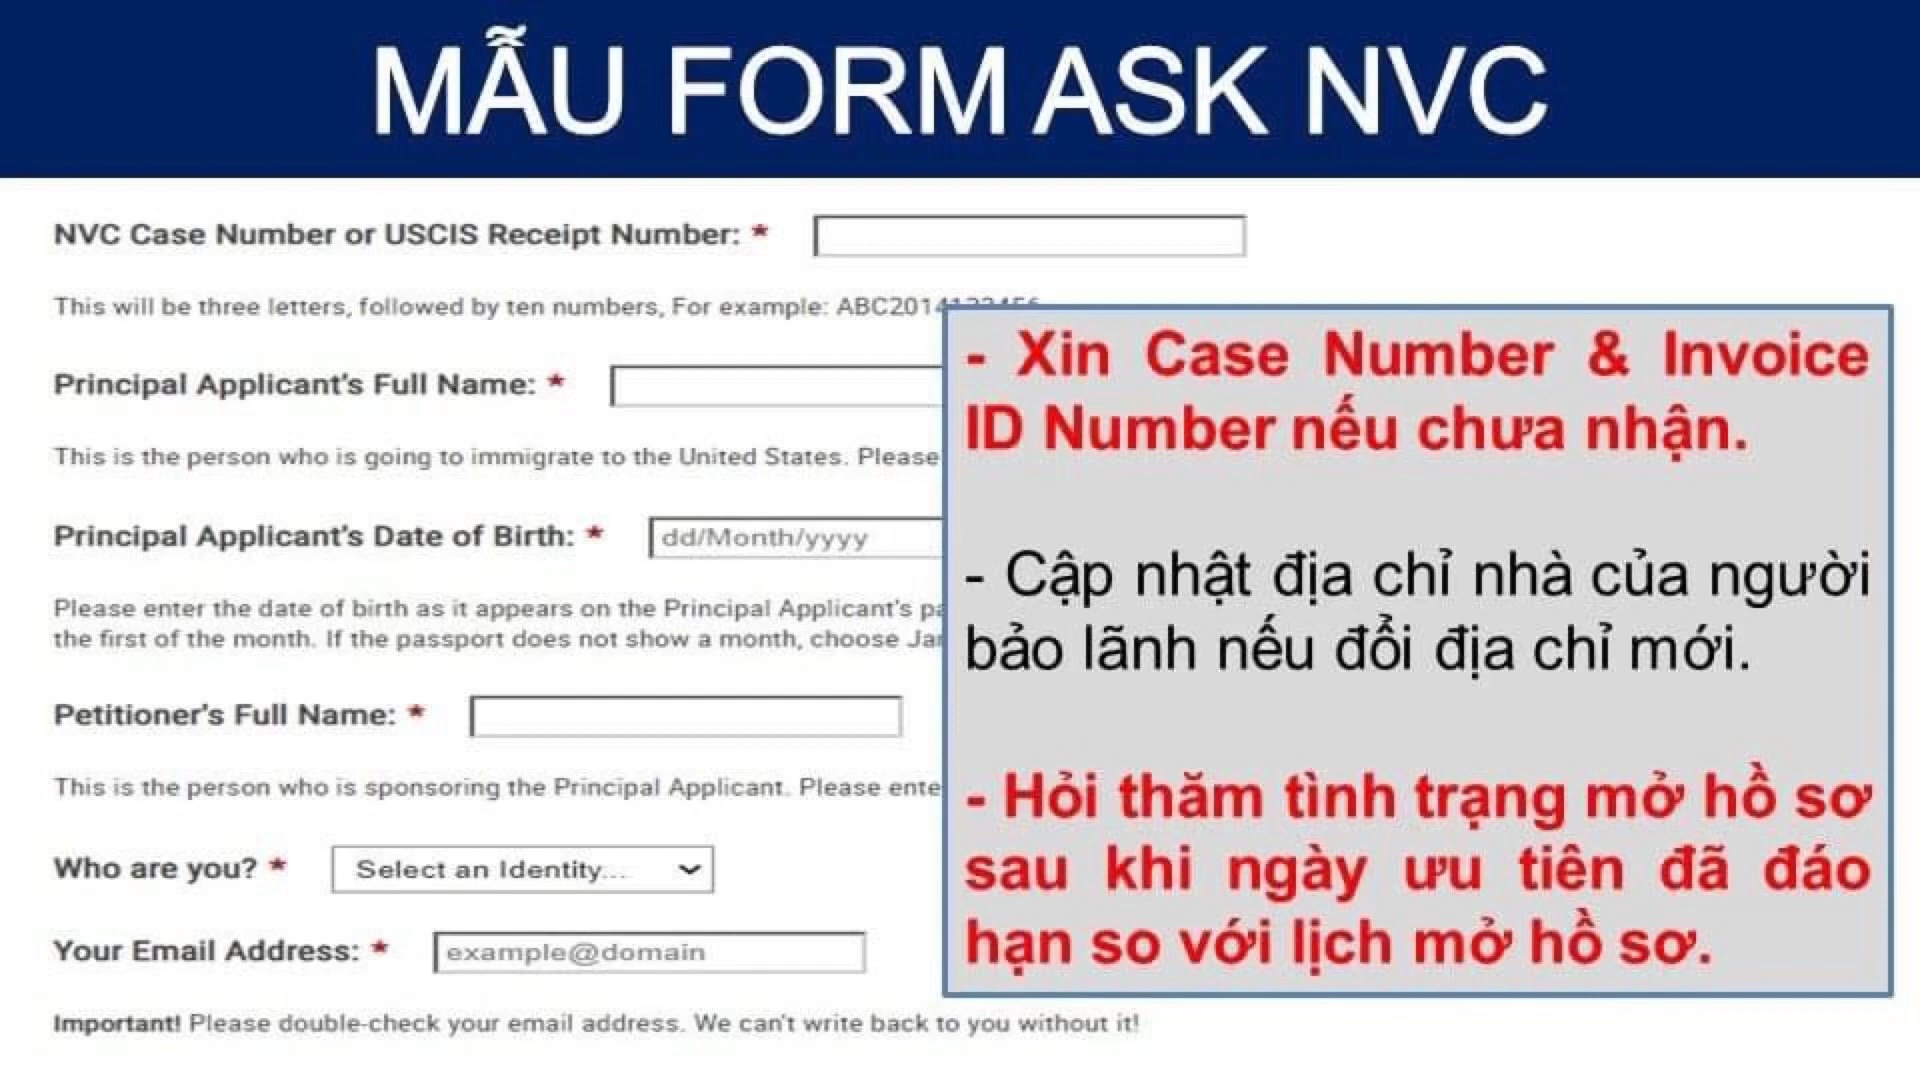 MẪU FORM ASK NVC
NVC Case Number or USCIS Receipt Number: *
This will be three letters, followed by ten numbers, For example: ABC2014123456
Principal Applicant's Full Name: *
This is the person who is going to immigrate to the United States. Please
Principal Applicant's Date of Birth: * dd/Month/yyyy
Please enter the date of birth as it appears on the Principal Applicant's
the first of the month. If the passport does not show a month, choose
Petitioner's Full Name: *
This is the person who is sponsoring the Principal Applicant. Please
Who are you? * Select an Identity...
Your Email Address: * example@domain
Important! Please double-check your email address. We can't write back to you without it!
- Xin Case Number & Invoice
ID Number nếu chưa nhận.
- Cập nhật địa chỉ nhà của người
bảo lãnh nếu đổi địa chỉ mới.
- Hỏi thăm tình trạng mở hồ sơ
sau khi ngày ưu tiên đã đáo
hạn so với lịch mở hồ sơ.